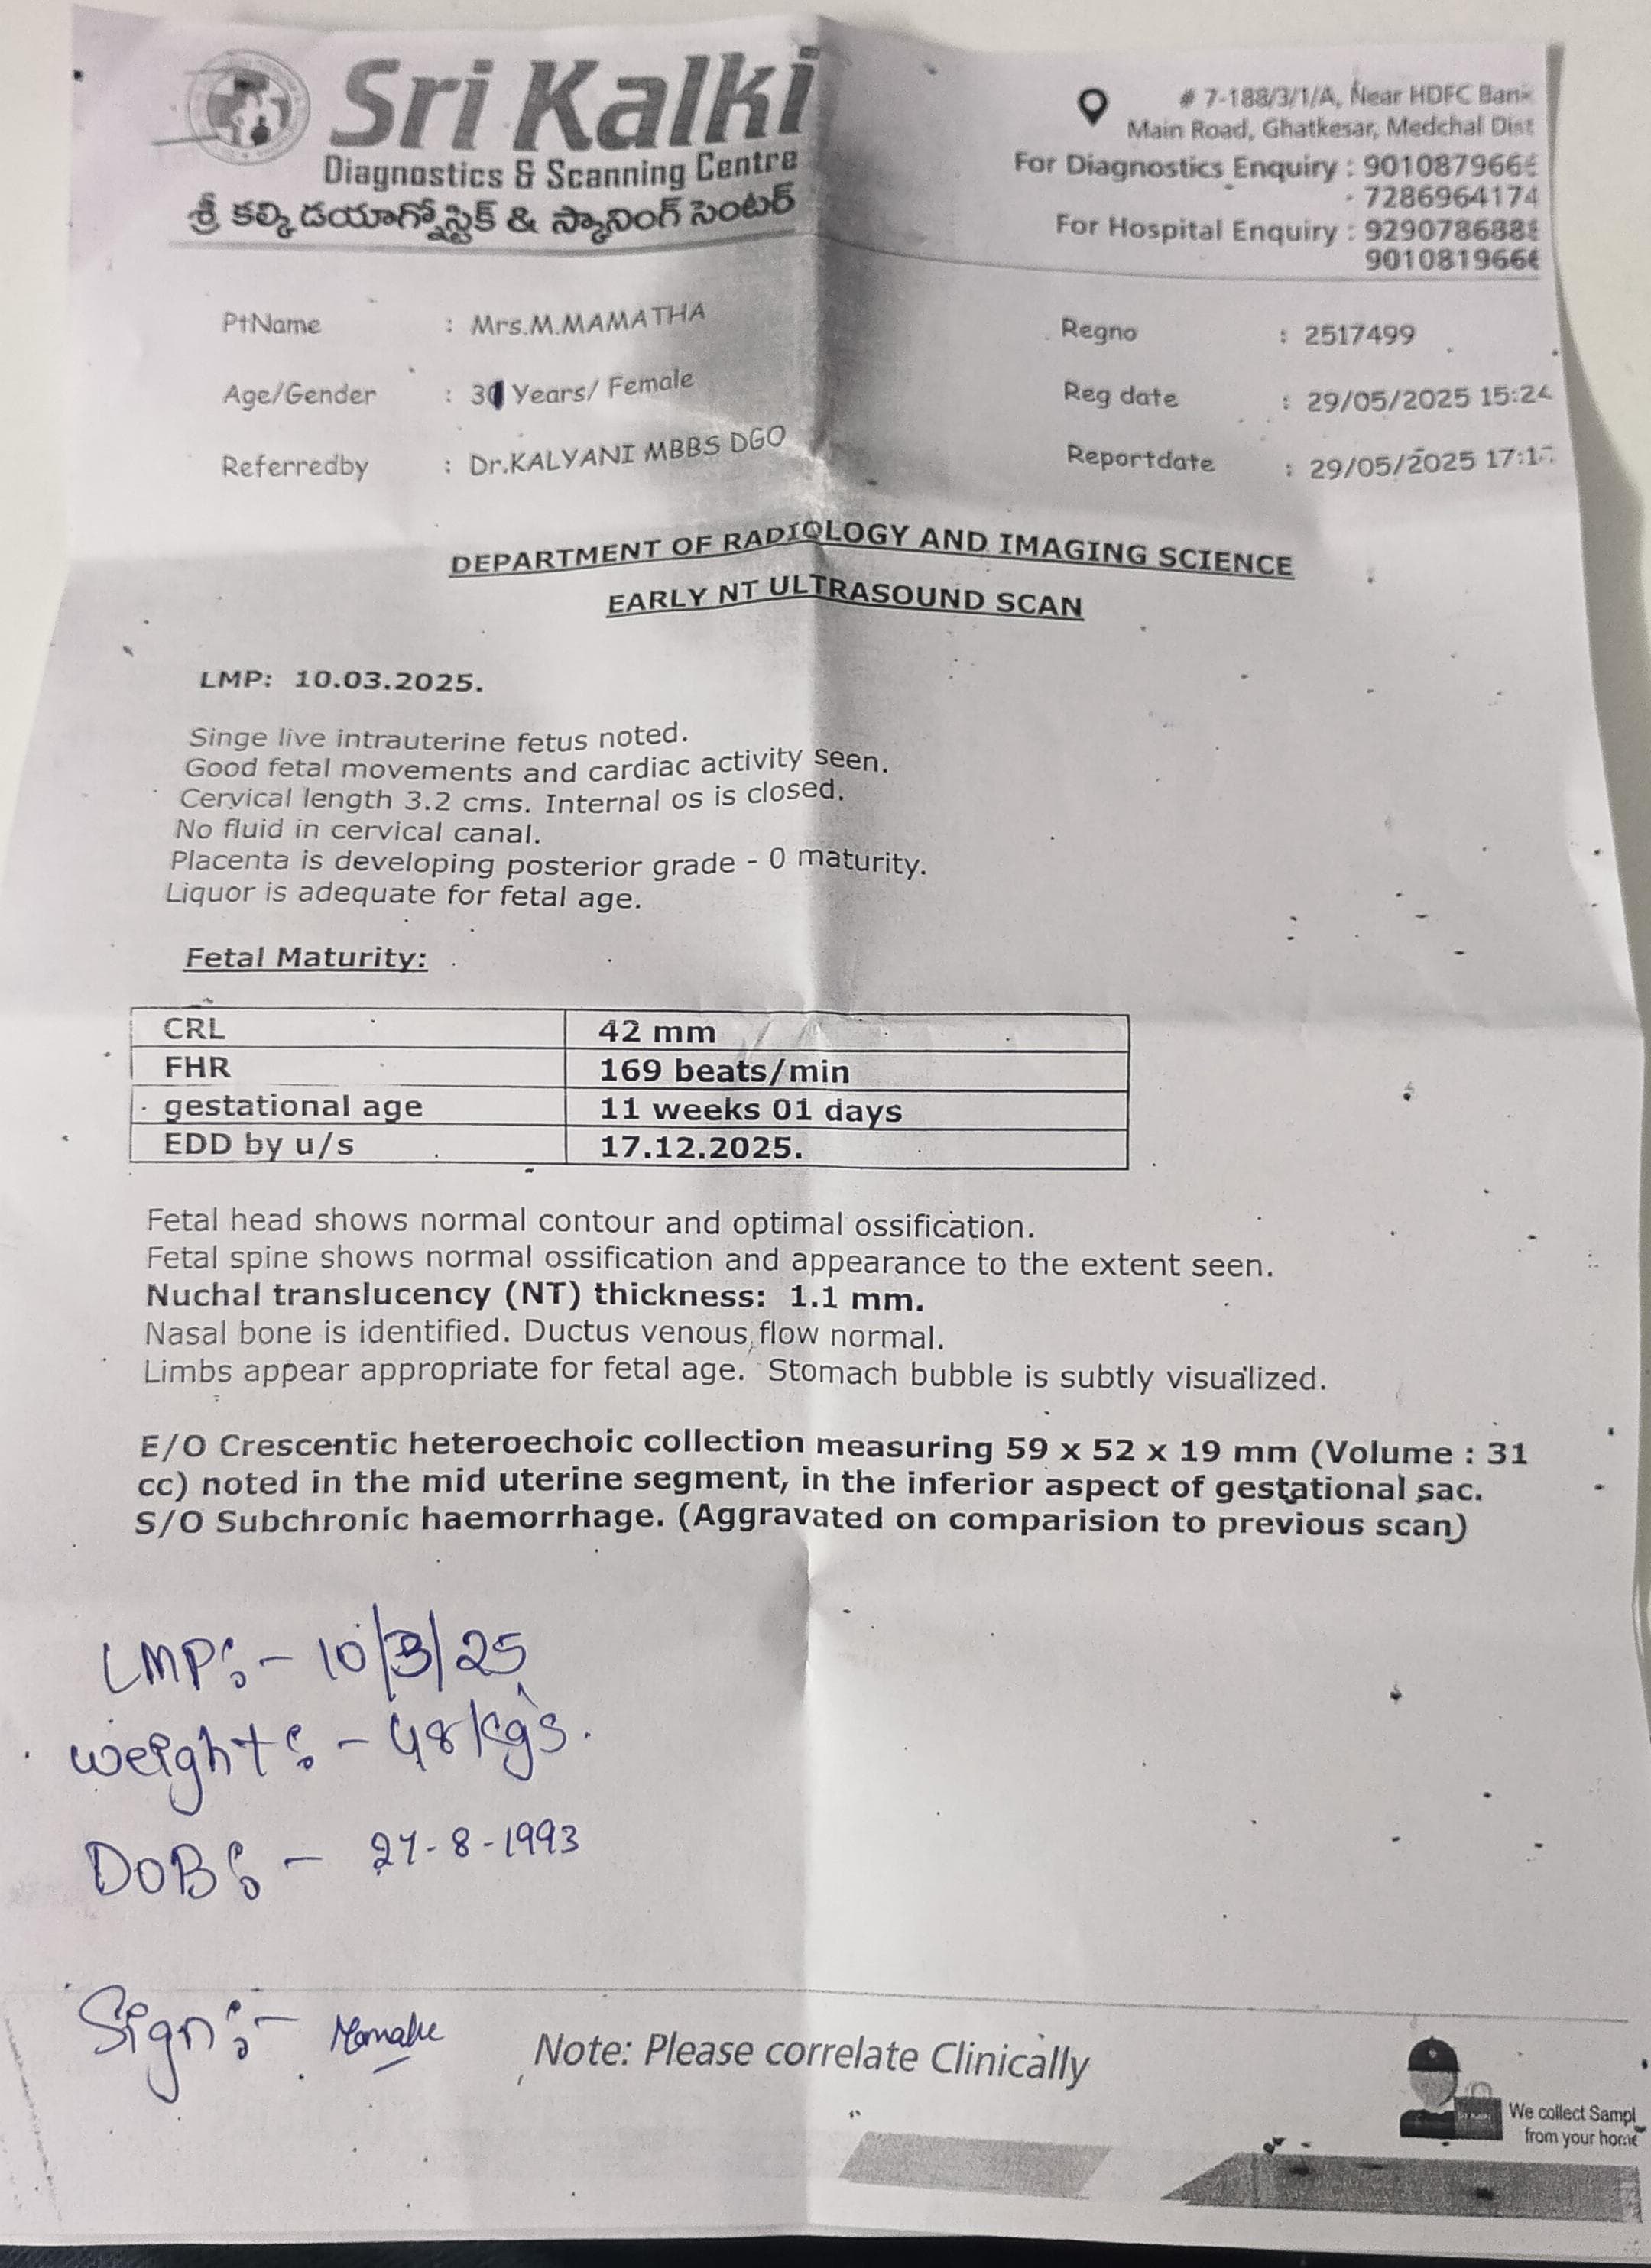 Sri Kalki
Diagnostics & Scanning Centre
శ్రీ కల్కి డయాగ్నోస్టిక్ & స్కానింగ్ సెంటర్
# 7-188/3/1/A, Near HDFC Bank
Main Road, Ghatkesar, Medchal Dist
For Diagnostics Enquiry : 9010879666
7286964174
For Hospital Enquiry : 9290786888
9010819666
PtName : Mrs.M.MAMATHA
Regno : 2517499
Age/Gender : Years/ Female
Reg date : 29/05/2025 15:24
Referredby : Dr.KALYANI MBBS DGO
Reportdate : 29/05/2025
DEPARTMENT OF RADIOLOGY AND IMAGING SCIENCE
EARLY NT ULTRASOUND SCAN
LMP: 10.03.2025.
Singe live intrauterine fetus noted.
Good fetal movements and cardiac activity seen.
Cervical length 3.2 cms. Internal os is closed.
No fluid in cervical canal.
Placenta is developing posterior grade - 0 maturity.
Liquor is adequate for fetal age.
Fetal Maturity:
CRL 42 mm
FHR 169 beats/min
gestational age 11 weeks 01 days
EDD by u/s 17.12.2025.
Fetal head shows normal contour and optimal ossification.
Fetal spine shows normal ossification and appearance to the extent seen.
Nuchal translucency (NT) thickness: 1.1 mm.
Nasal bone is identified. Ductus venous flow normal.
Limbs appear appropriate for fetal age. Stomach bubble is subtly visualized.
E/O Crescentic heteroechoic collection measuring 59 x 52 x 19 mm (Volume : 31
cc) noted in the mid uterine segment, in the inferior aspect of gestational sac.
S/O Subchronic haemorrhage. (Aggravated on comparision to previous scan)
LMP:- 10/3/25
weight:- 48kgs.
DOB:- 27-8-1993
Sign:-
Note: Please correlate Clinically
We collect Sampl
from your home